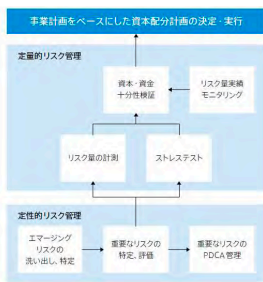 事業計画をベースにした資本配分計画の決定・実行
定量的リスク管理
資本・資金
十分性検証
リスク量実績
モニタリング
リスク量の計測
ストレステスト
定性的リスク管理
エマージング
リスクの
洗い出し、特定
重要なリスクの
特定、評価
重要なリスクの
PDCA管理